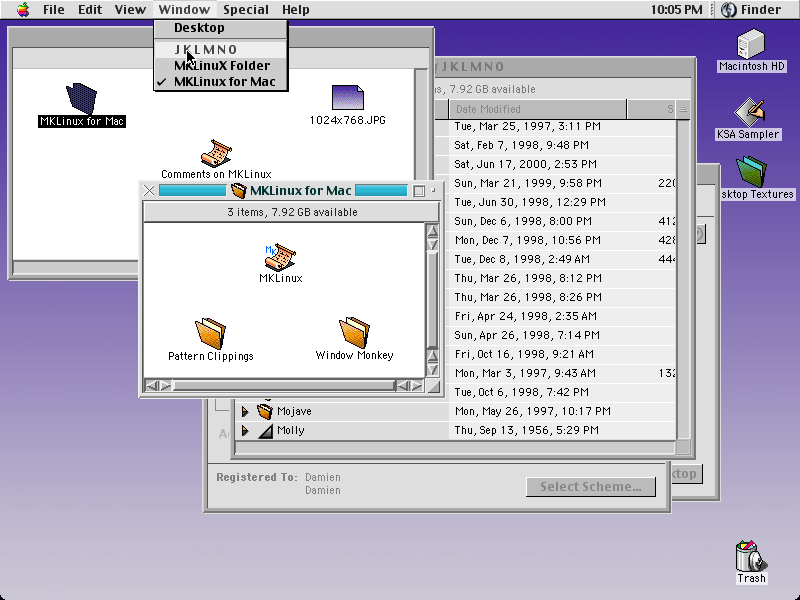 File Edit View Window Special Help 10:05 PM Finder
Desktop
J K L M N O
MKLinuX Folder
MKLinux for Mac
Macintosh HD
KSA Sampler
sktop Textures
Trash
MKLinux for Mac
1024x768.JPG
Comments on MKLinux
MKLinux for Mac
3 items, 7.92 GB available
MKLinux
Pattern Clippings
Window Monkey
J K L M N O
s, 7.92 GB available
Date Modified S
Tue, Mar 25, 1997, 3:11 PM
Sat, Feb 7, 1998, 9:48 PM
Sat, Jun 17, 2000, 2:53 PM
Sun, Mar 21, 1999, 9:58 PM 220
Tue, Jun 30, 1998, 12:29 PM
Sun, Dec 6, 1998, 8:00 PM 412
Mon, Dec 7, 1998, 10:56 PM 428
Tue, Dec 8, 1998, 2:49 AM 444
Thu, Mar 26, 1998, 8:12 PM
Thu, Mar 26, 1998, 8:26 PM
Fri, Apr 24, 1998, 2:35 AM
Sun, Apr 26, 1998, 7:14 PM
Fri, Oct 16, 1998, 9:21 AM
Mon, Mar 3, 1997, 9:43 AM 132
Tue, Oct 6, 1998, 7:42 PM
Mojave Mon, May 26, 1997, 10:17 PM
Molly Thu, Sep 13, 1956, 5:29 PM
Registered To: Damien
Damien
Select Scheme...
ktop